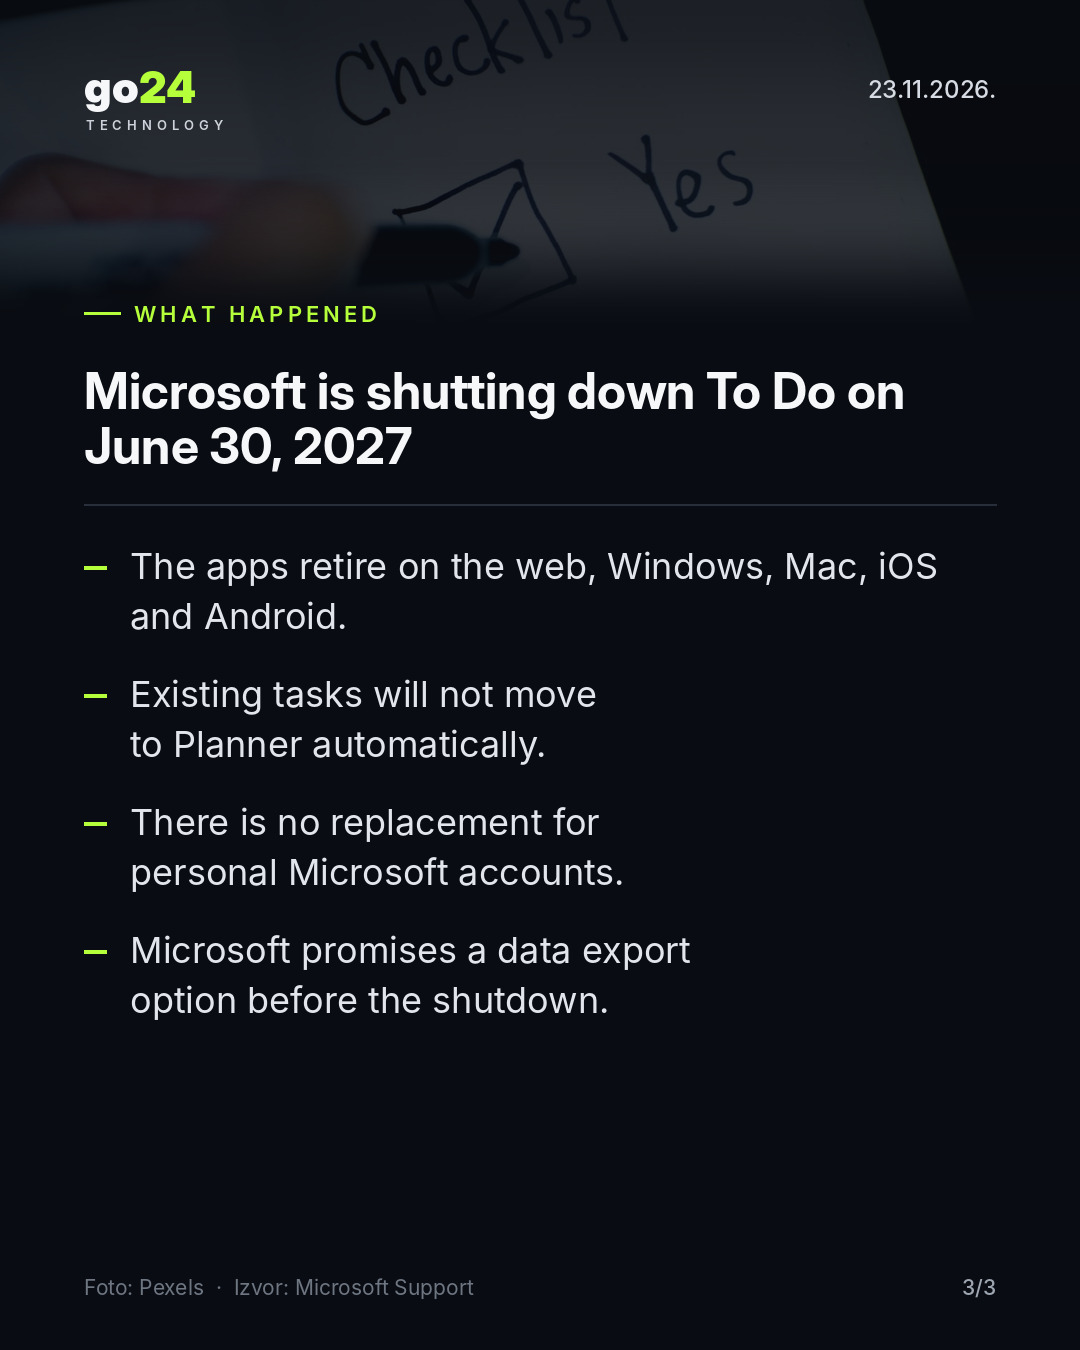 Checklist
go24
TECHNOLOGY
23.11.2026.
Yes
WHAT HAPPENED
Microsoft is shutting down To Do on
June 30, 2027
The apps retire on the web, Windows, Mac, iOS
and Android.
Existing tasks will not move
to Planner automatically.
There is no replacement for
personal Microsoft accounts.
Microsoft promises a data export
option before the shutdown.
Foto: Pexels · Izvor: Microsoft Support
3/3